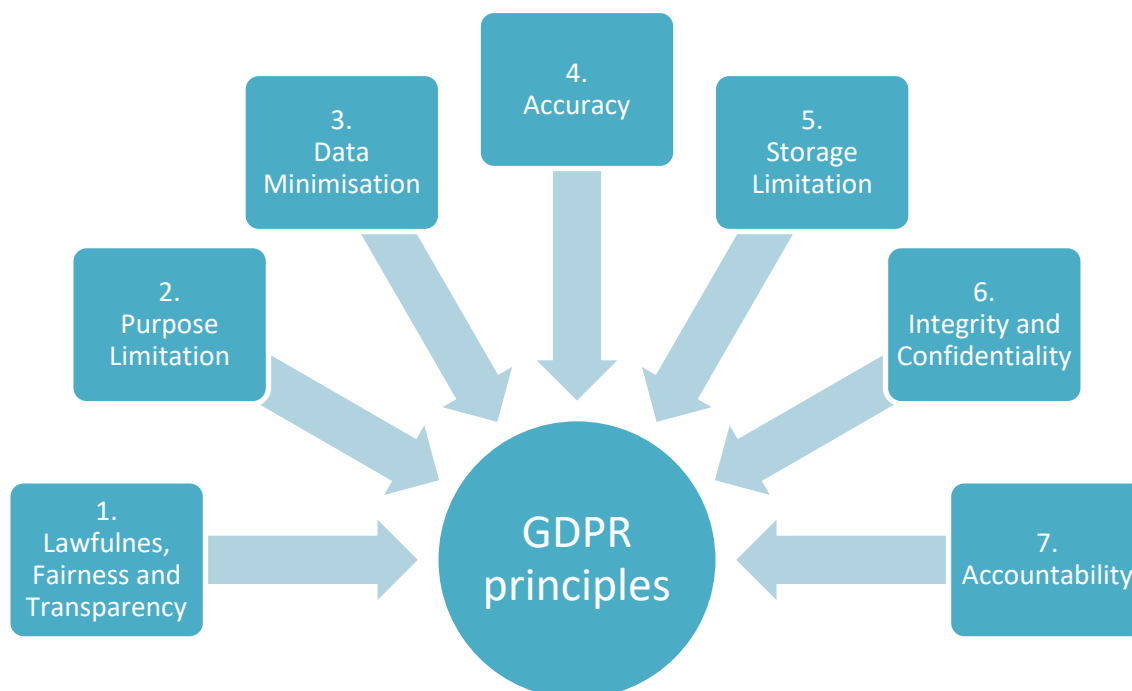 1.
Lawfulnes,
Fairness and
Transparency
2.
Purpose
Limitation
3.
Data
Minimisation
4.
Accuracy
5.
Storage
Limitation
6.
Integrity and
Confidentiality
7.
Accountability
GDPR
principles